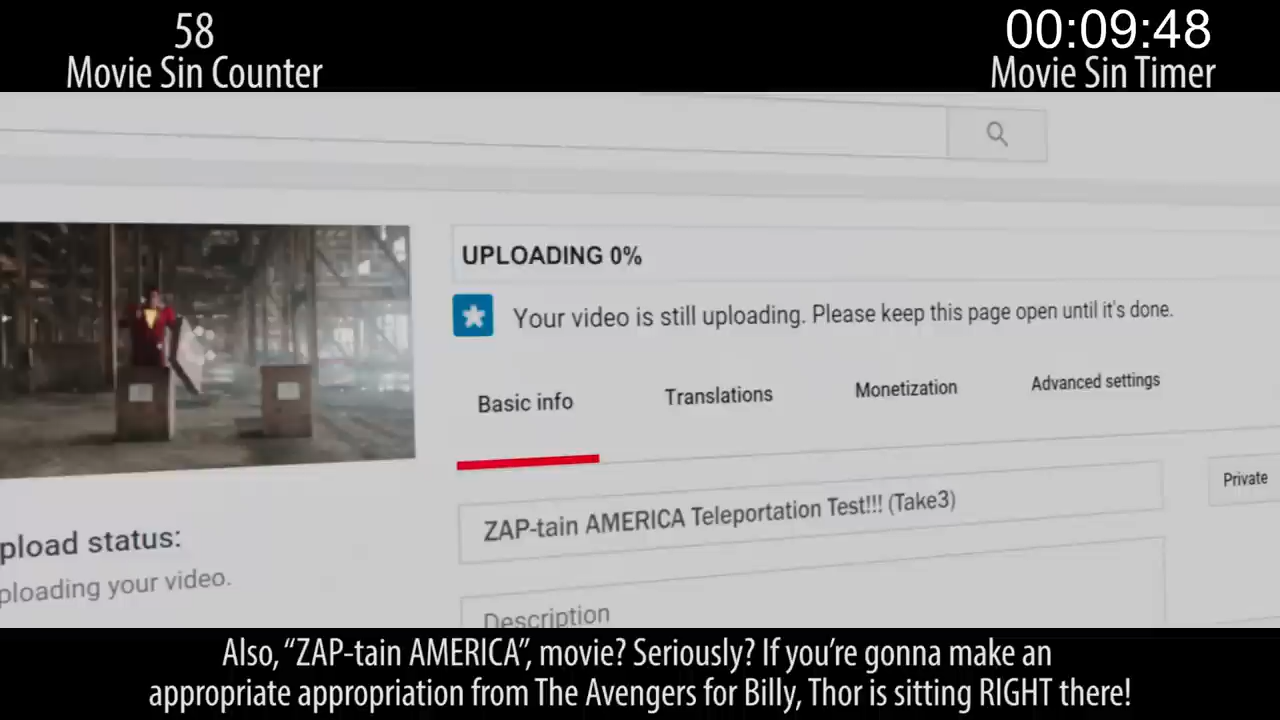 58
Movie Sin Counter
00:09:48
Movie Sin Timer
UPLOADING 0%
Your video is still uploading. Please keep this page open until it's done.
Basic info
Translations
Monetization
Advanced settings
ZAP-tain AMERICA Teleportation Test!!! (Take3)
Private
pload status:
ploading your video.
Description
Also, “ZAP-tain AMERICA”, movie? Seriously? If you’re gonna make an
appropriate appropriation from The Avengers for Billy, Thor is sitting RIGHT there!